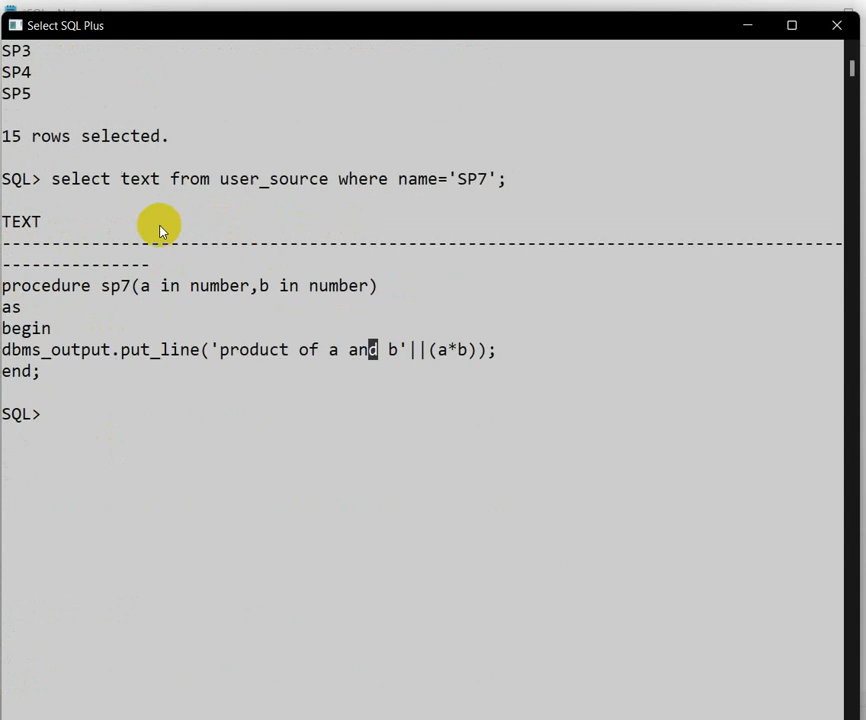 Select SQL Plus
SP3
SP4
SP5
15 rows selected.
SQL> select text from user_source where name='SP7';
TEXT
--------------------------------------------------------------------------------
---------------
procedure sp7(a in number,b in number)
as
begin
dbms_output.put_line('product of a and b'||(a*b));
end;
SQL>